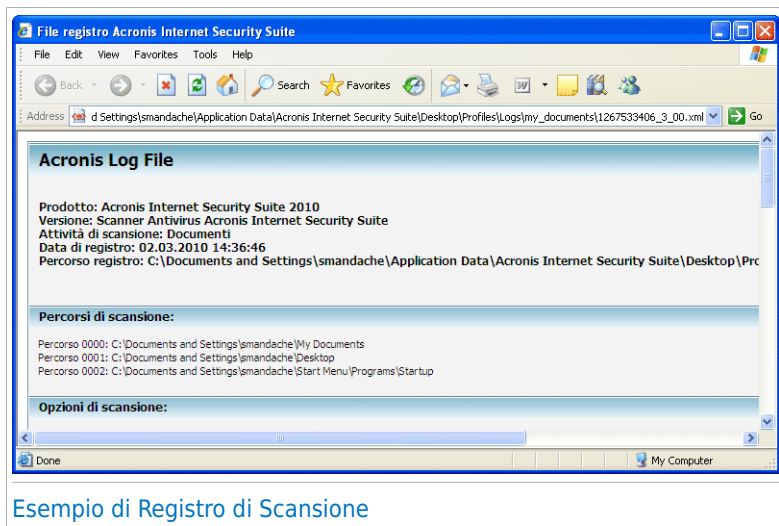 File registro Acronis Internet Security Suite
File Edit View Favorites Tools Help
Back Search Favorites
Address d Settings\smandache\Application Data\Acronis Internet Security Suite\Desktop\Profiles\Logs\my_documents\1267533406_3_00.xml Go
Acronis Log File
Prodotto: Acronis Internet Security Suite 2010
Versione: Scanner Antivirus Acronis Internet Security Suite
Attività di scansione: Documenti
Data di registro: 02.03.2010 14:36:46
Percorso registro: C:\Documents and Settings\smandache\Application Data\Acronis Internet Security Suite\Desktop\Prc
Percorsi di scansione:
Percorso 0000: C:\Documents and Settings\smandache\My Documents
Percorso 0001: C:\Documents and Settings\smandache\Desktop
Percorso 0002: C:\Documents and Settings\smandache\Start Menu\Programs\Startup
Opzioni di scansione:
Done My Computer
Esempio di Registro di Scansione